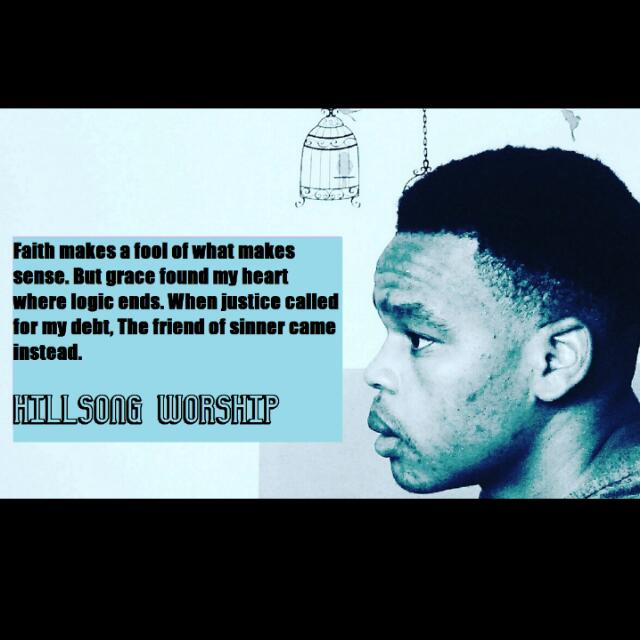 Faith makes a fool of what makes
sense. But grace found my heart
where logic ends. When justice called
for my debt, The friend of sinner came
instead.
HILLSONG WORSHIP